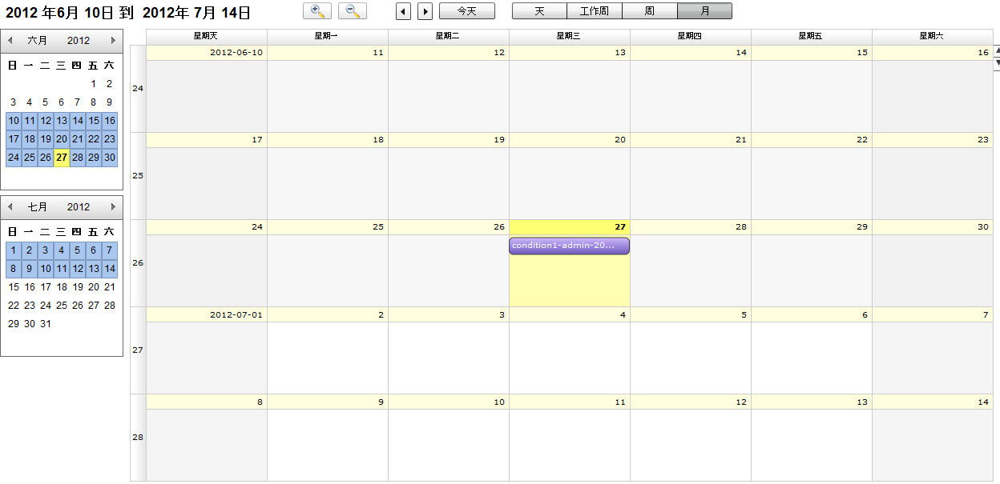 2012 年6月 10日 到 2012年 7月 14日
今天
天 工作周 周 月
六月 2012
日 一 二 三 四 五 六
1 2
3 4 5 6 7 8 9
10 11 12 13 14 15 16
17 18 19 20 21 22 23
24 25 26 27 28 29 30
七月 2012
日 一 二 三 四 五 六
1 2 3 4 5 6 7
8 9 10 11 12 13 14
15 16 17 18 19 20 21
22 23 24 25 26 27 28
29 30 31
星期天 星期一 星期二 星期三 星期四 星期五 星期六
2012-06-10 11 12 13 14 15 16
24
17 18 19 20 21 22 23
25
24 25 26 27 28 29 30
condition1-admin-20...
26
2012-07-01 2 3 4 5 6 7
27
8 9 10 11 12 13 14
28